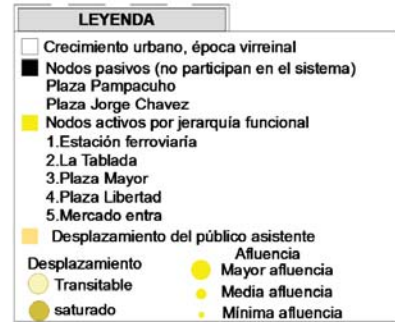 LEYENDA
Crecimiento urbano, época virreinal
Nodos pasivos (no participan en el sistema)
Plaza Pampacuho
Plaza Jorge Chavez
Nodos activos por jerarquía funcional
1.Estación ferroviaría
2.La Tablada
3.Plaza Mayor
4.Plaza Libertad
5.Mercado entra
Desplazamiento del público asistente
Desplazamiento
Transitable
saturado
Afluencia
Mayor afluencia
Media afluencia
Mínima afluencia